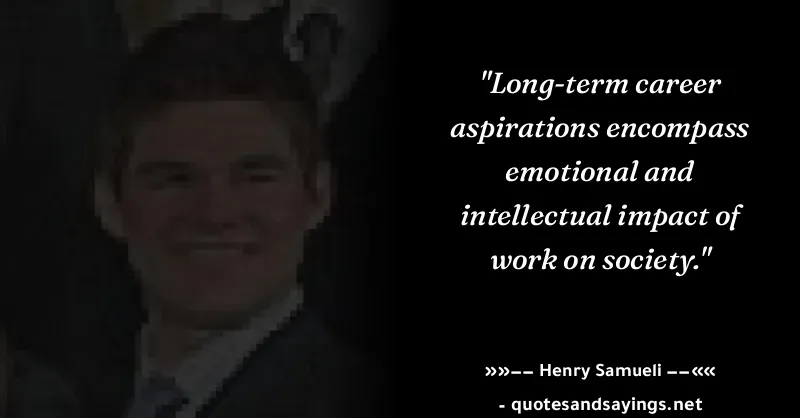 "Long-term career
aspirations encompass
emotional and
intellectual impact of
work on society."
»»−− Henry Samueli −−««
- quotesandsayings.net